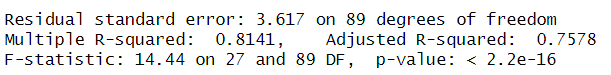 Residual standard error: 3.617 on 89 degrees of freedom
Multiple R-squared:  0.8141,    Adjusted R-squared:  0.7578
F-statistic: 14.44 on 27 and 89 DF,  p-value: < 2.2e-16